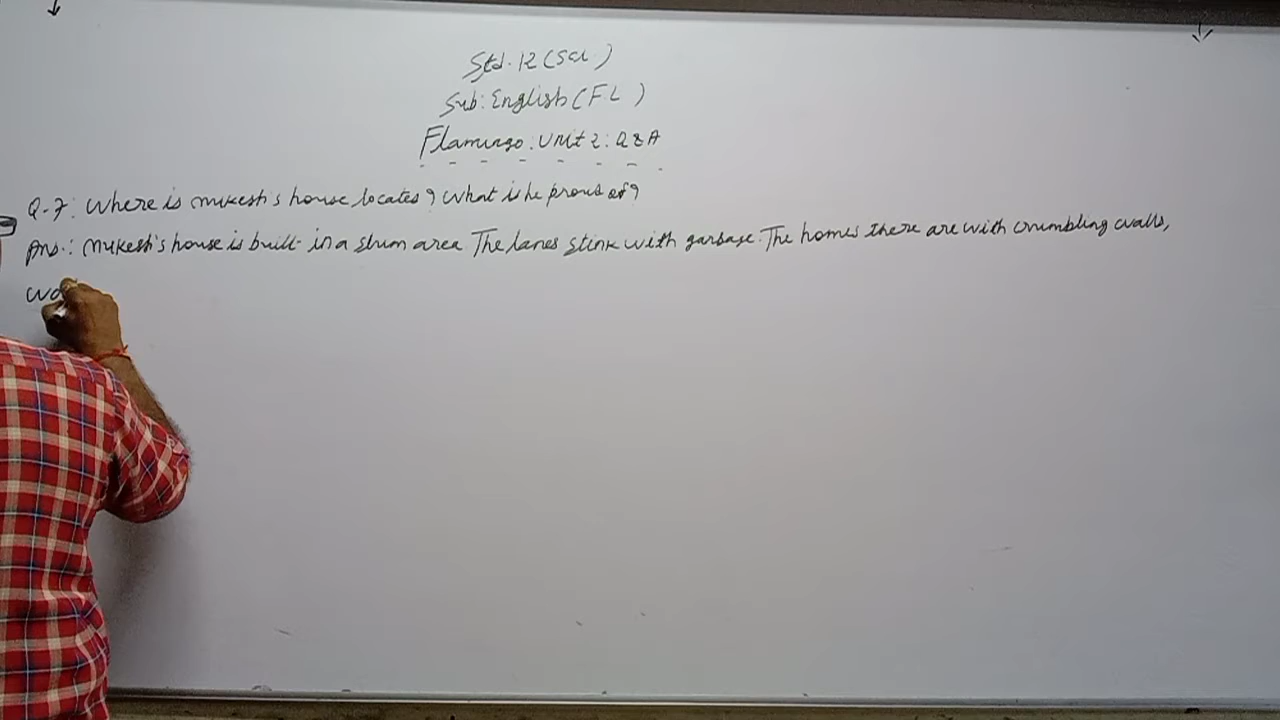 Std. 12 (Sci.)
Sub: English (F L )
Flamingo: Unit 2: Q & A
Q-7: Where is Mukesh's house locates? What is he proud of?
Ans.: Mukesh's house is built in a slum area. The lanes stink with garbage. The homes there are with crumbling walls,